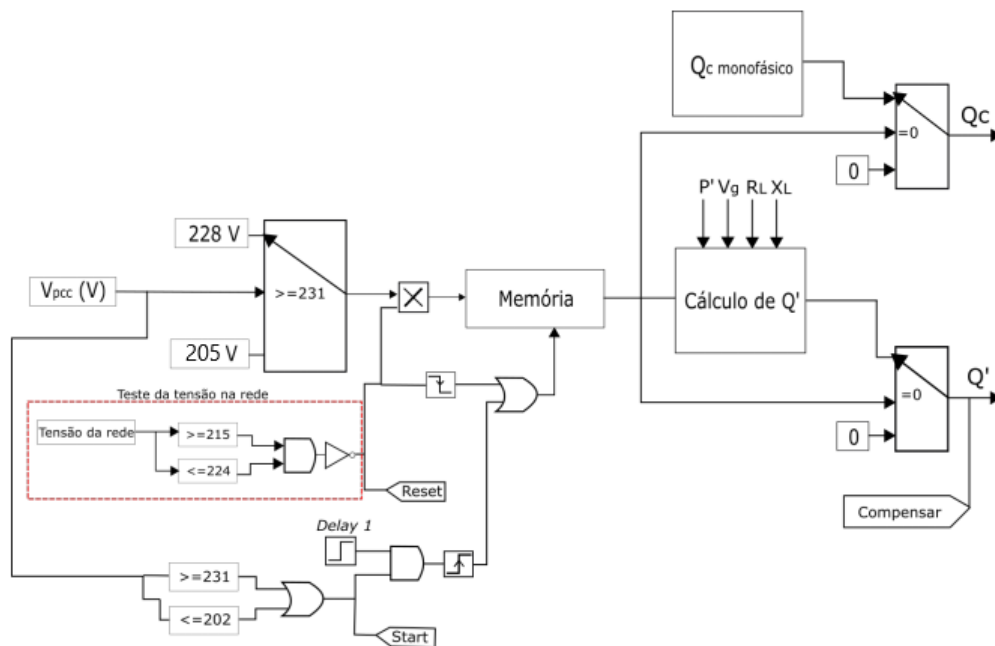 Qc monofásico
Qc
=0
0
P' Vg RL XL
228 V
Vpcc (V)
>=231
Memória
Cálculo de Q'
205 V
Q'
=0
Teste da tensão na rede
0
Tensão da rede
>=215
<=224
Reset
Compensar
Delay 1
>=231
<=202
Start